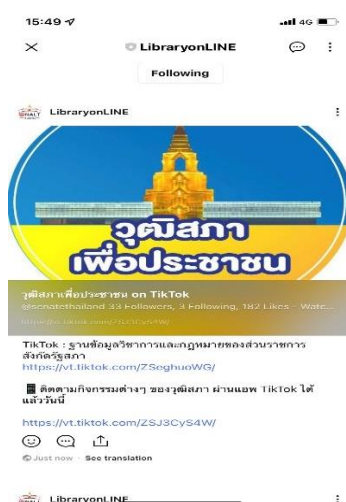 15:49
4G
LibraryonLINE
Following
LibraryonLINE
วุฒิสภา
เพื่อประชาชน
วุฒิสภาเพื่อประชาชน on TikTok
@senatethailand 33 Followers, 3 Following, 182 Likes - Watc...
https://vt.tiktok.com/ZSJ3CyS4W/
TikTok : ฐานข้อมูลวิชาการและกฎหมายของส่วนราชการ
สังกัดรัฐสภา
https://vt.tiktok.com/ZSeghuoWG/
ติดตามกิจกรรมต่างๆ ของวุฒิสภา ผ่านแอพ TikTok ได้
แล้ววันนี้
https://vt.tiktok.com/ZSJ3CyS4W/
Just now · See translation
LibraryonLINE